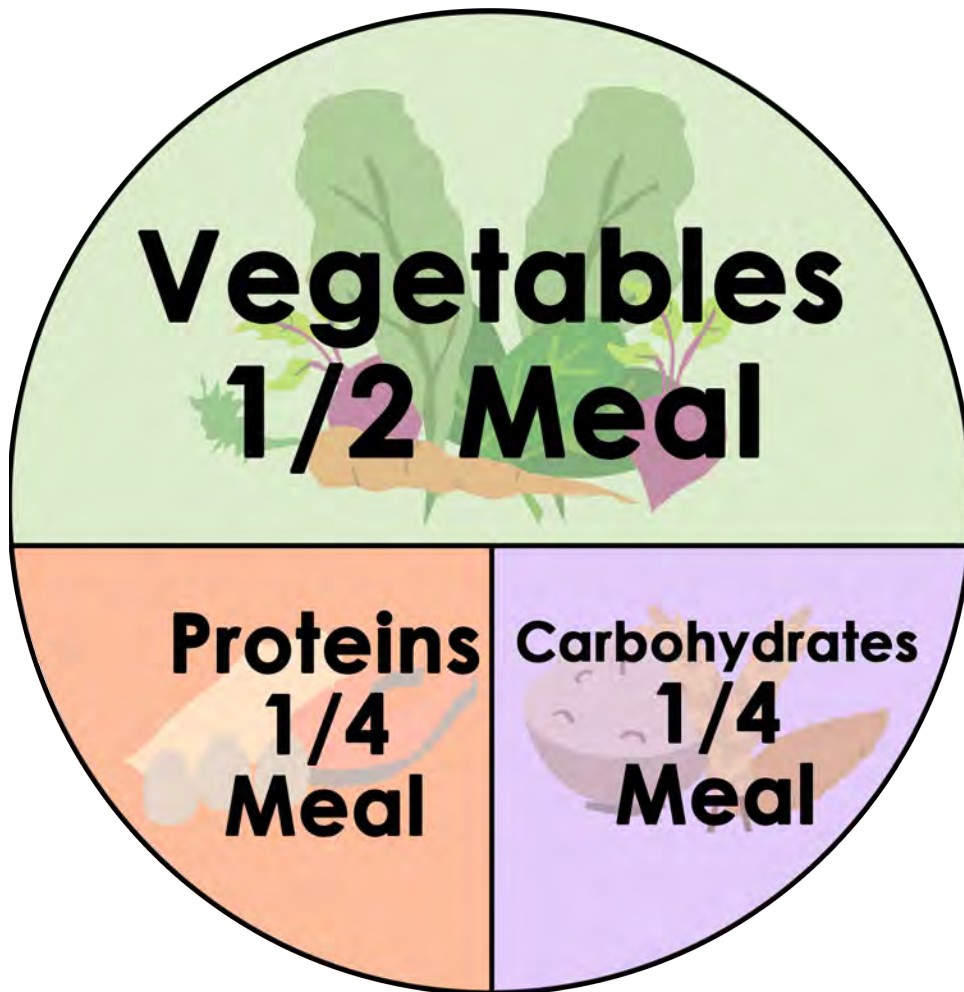 Vegetables
1/2 Meal
Proteins
1/4
Meal
Carbohydrates
1/4
Meal